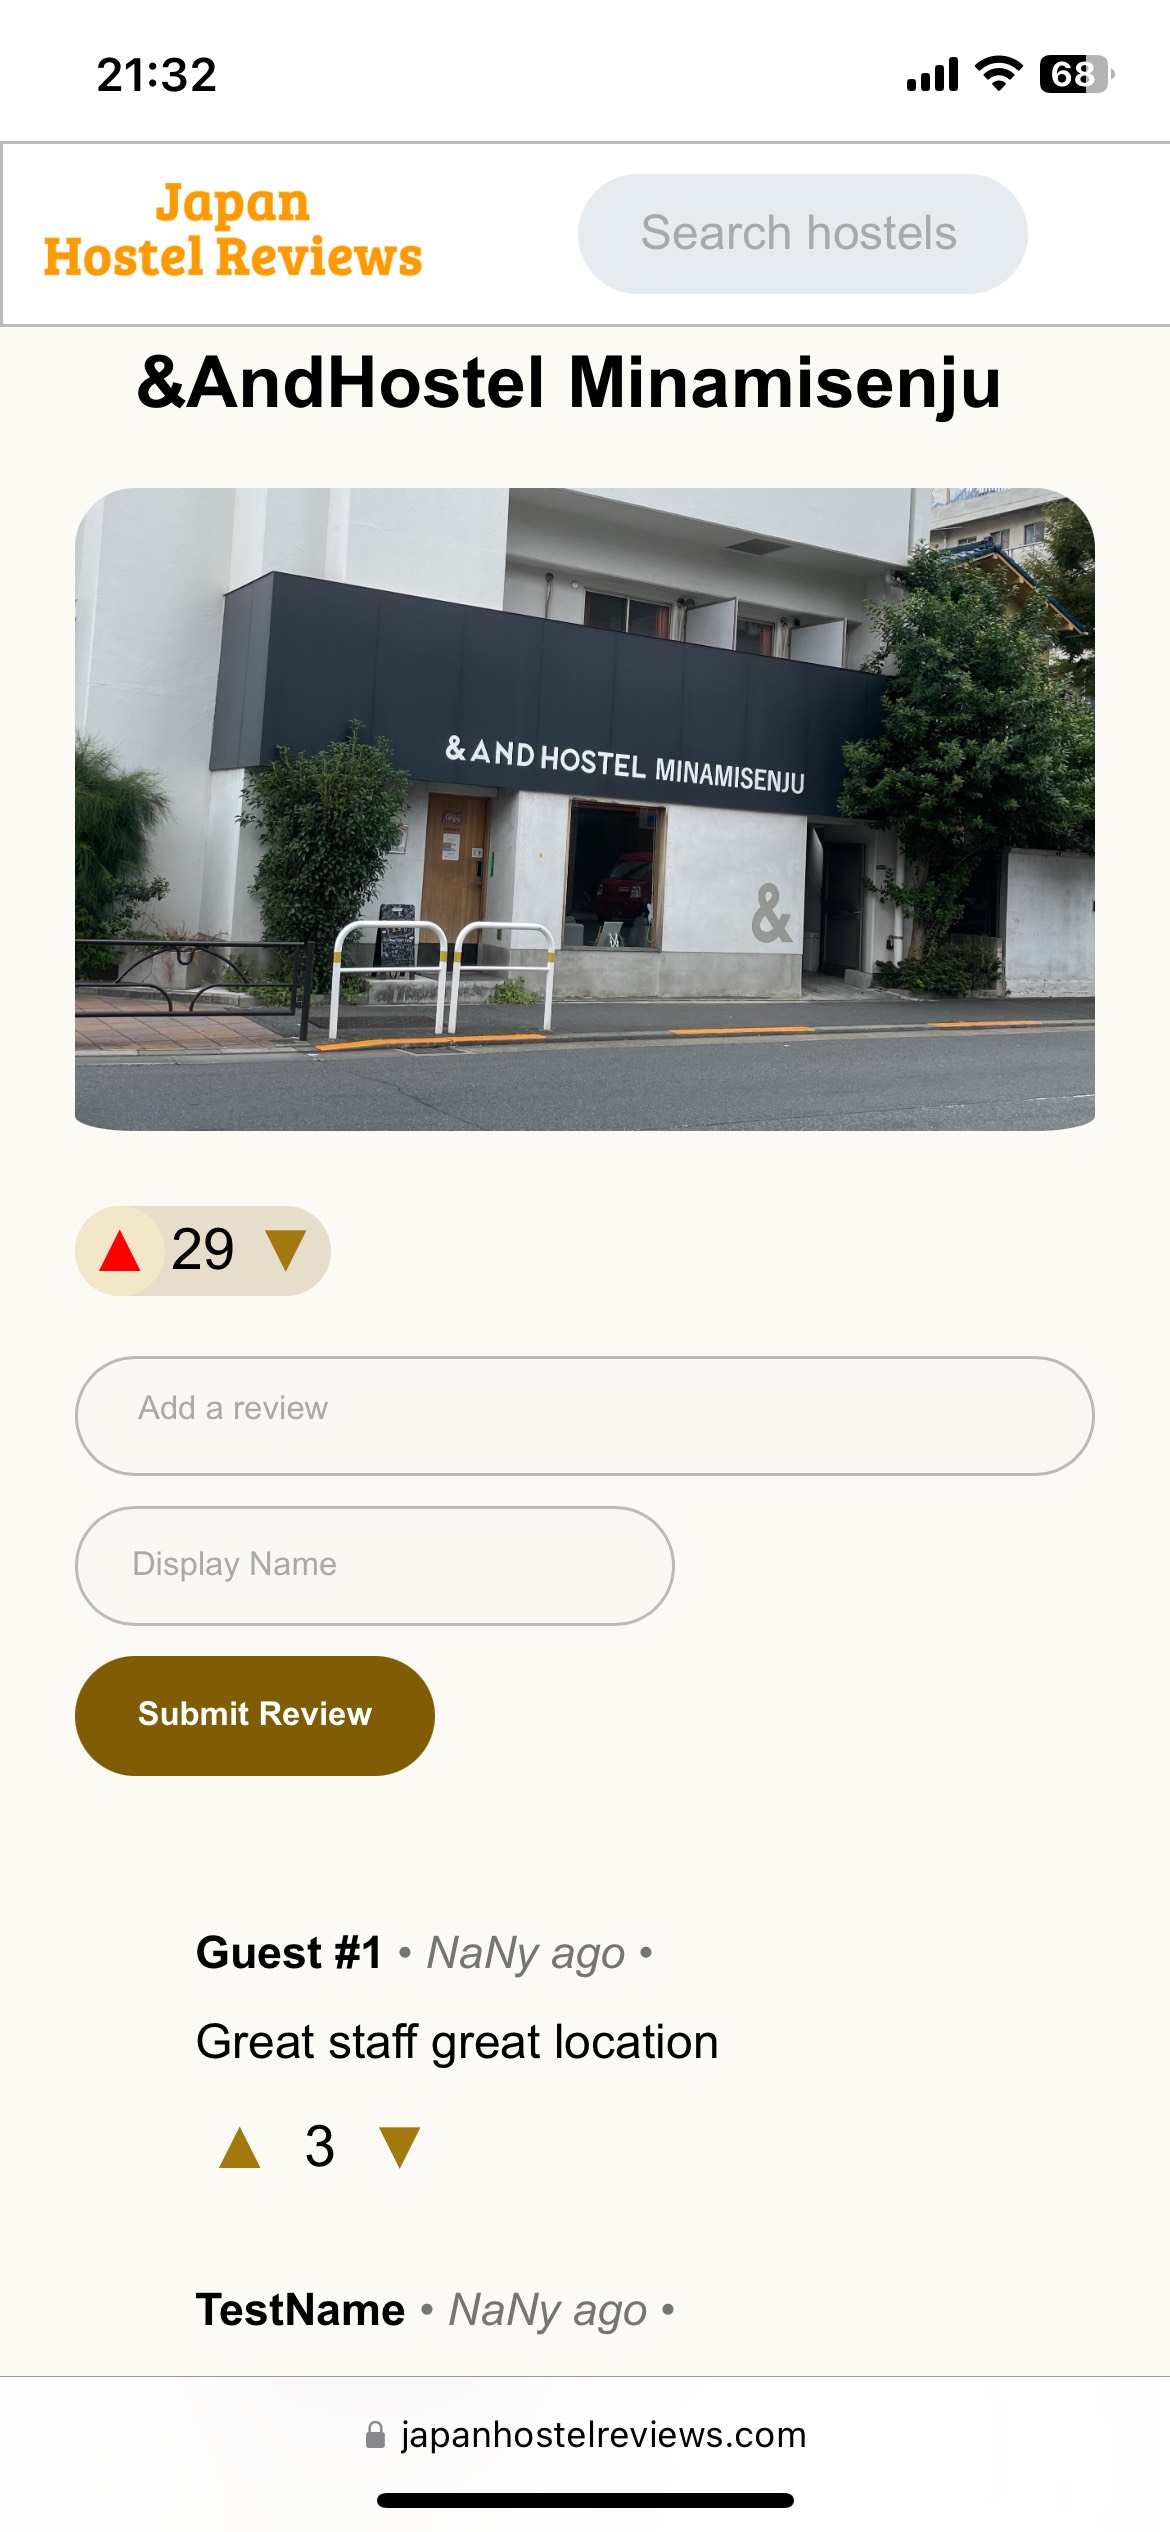 21:32
68
Japan
Hostel Reviews
Search hostels
&AndHostel Minamisenju
& AND HOSTEL MINAMISENJU
&
29
Add a review
Display Name
Submit Review
Guest #1 • NaNy ago •
Great staff great location
3
TestName • NaNy ago •
japanhostelreviews.com